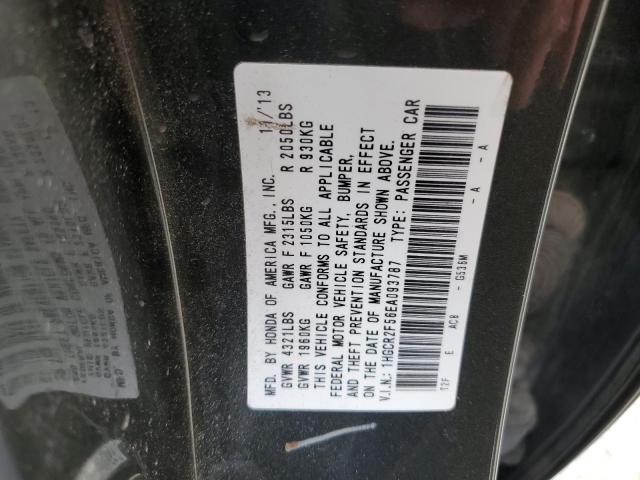 MFD. BY HONDA OF AMERICA MFG., INC. 11/'13
GVWR 4321LBS GAWR F 2315LBS R 2050LBS
GVWR 1960KG GAWR F 1050KG R 930KG
THIS VEHICLE CONFORMS TO ALL APPLICABLE
FEDERAL MOTOR VEHICLE SAFETY, BUMPER,
AND THEFT PREVENTION STANDARDS IN EFFECT
ON THE DATE OF MANUFACTURE SHOWN ABOVE.
V.I.N.: 1HGCR2F56EA093787 TYPE: PASSENGER CAR
T2F E ACB - G536M - A - A